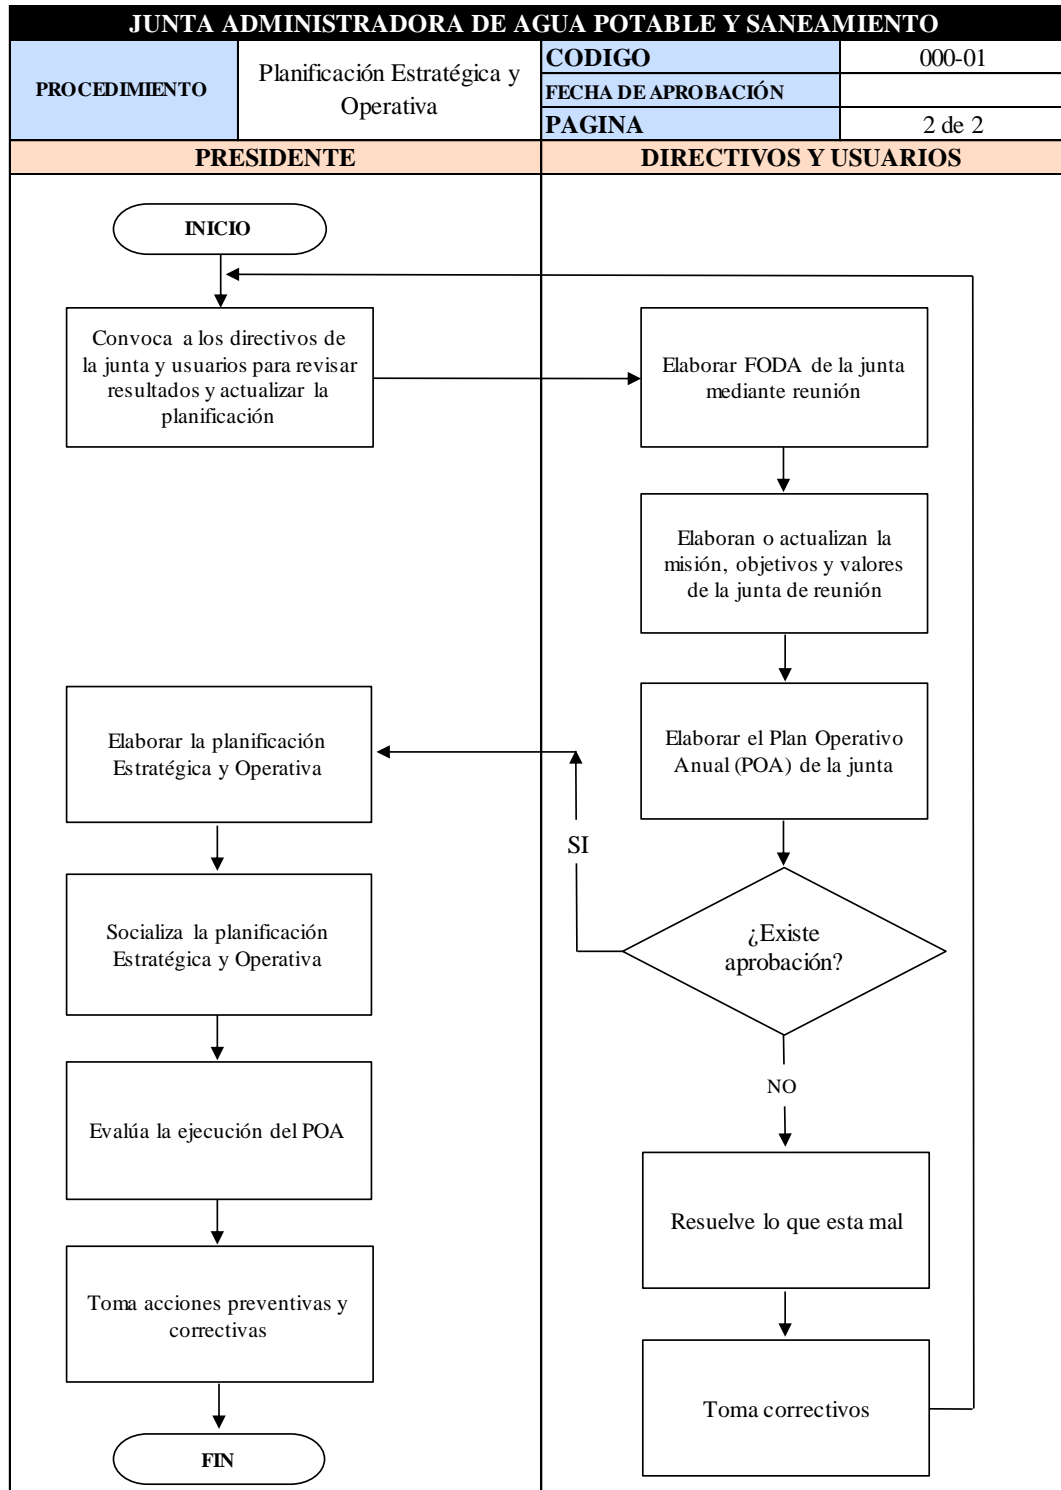 JUNTA ADMINISTRADORA DE AGUA POTABLE Y SANEAMIENTO
PROCEDIMIENTO
Planificación Estratégica y
Operativa
CODIGO
000-01
FECHA DE APROBACIÓN
PAGINA
2 de 2
PRESIDENTE
DIRECTIVOS Y USUARIOS
INICIO
Convoca a los directivos de
la junta y usuarios para revisar
resultados y actualizar la
planificación
Elaborar FODA de la junta
mediante reunión
Elaboran o actualizan la
misión, objetivos y valores
de la junta de reunión
Elaborar el Plan Operativo
Anual (POA) de la junta
¿Existe
aprobación?
SI
NO
Elaborar la planificación
Estratégica y Operativa
Socializa la planificación
Estratégica y Operativa
Evalúa la ejecución del POA
Toma acciones preventivas y
correctivas
FIN
Resuelve lo que esta mal
Toma correctivos